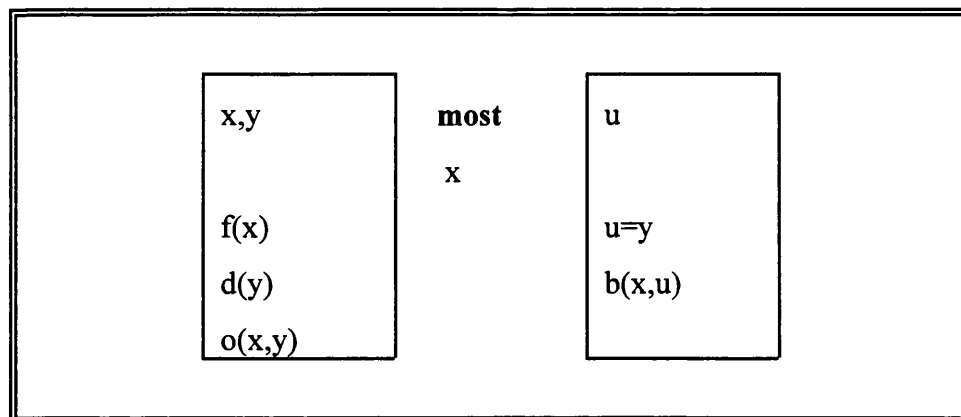 x,y most u
x
f(x) u=y
d(y) b(x,u)
o(x,y)